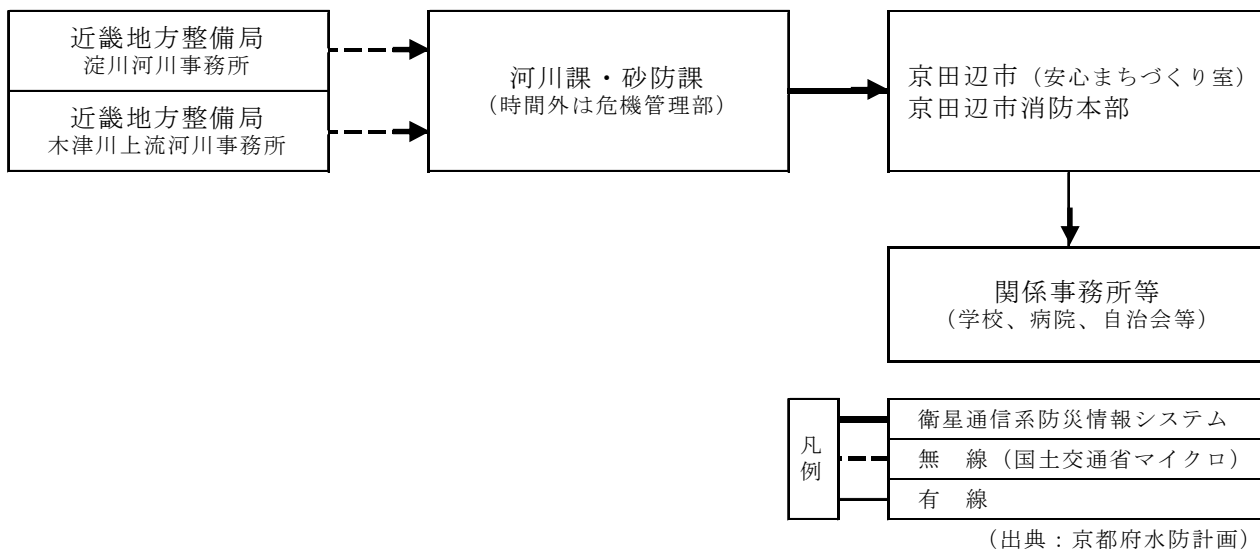 近畿地方整備局
淀川河川事務所
近畿地方整備局
木津川上流河川事務所
河川課・砂防課
（時間外は危機管理部）
京田辺市（安心まちづくり室）
京田辺市消防本部
関係事務所等
（学校、病院、自治会等）
凡例
衛星通信系防災情報システム
無　線（国土交通省マイクロ）
有　線
（出典：京都府水防計画）